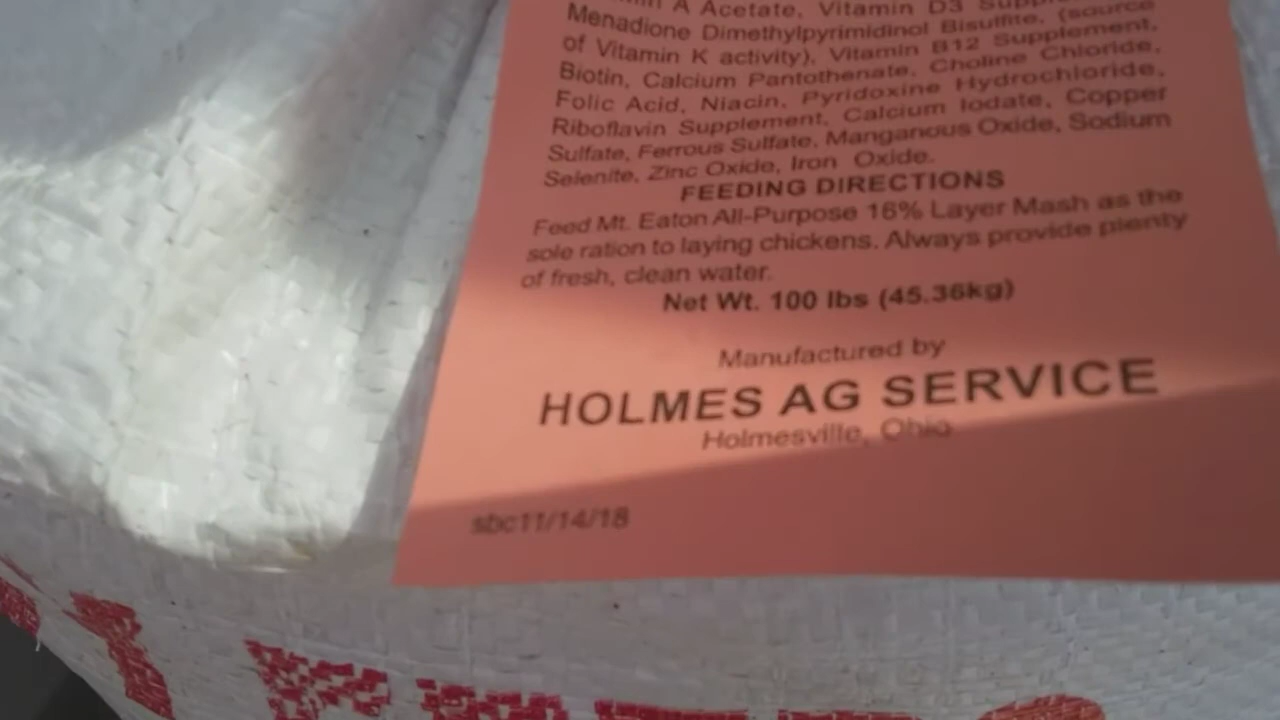 A Acetate, Vitamin D3
Menadione Dimethylpyrimidinol Bisulfite, (source
of Vitamin K activity), Vitamin B12 Supplement,
Biotin, Calcium Pantothenate, Choline Chloride,
Folic Acid, Niacin, Pyridoxine Hydrochloride,
Riboflavin Supplement, Calcium Iodate, Copper
Sulfate, Ferrous Sulfate, Manganous Oxide, Sodium
Selenite, Zinc Oxide, Iron Oxide.
FEEDING DIRECTIONS
Feed Mt. Eaton All-Purpose 16% Layer Mash as the
sole ration to laying chickens. Always provide plenty
of fresh, clean water.
Net Wt. 100 lbs (45.36kg)
Manufactured by
HOLMES AG SERVICE
Holmesville, Ohio
sbc11/14/18